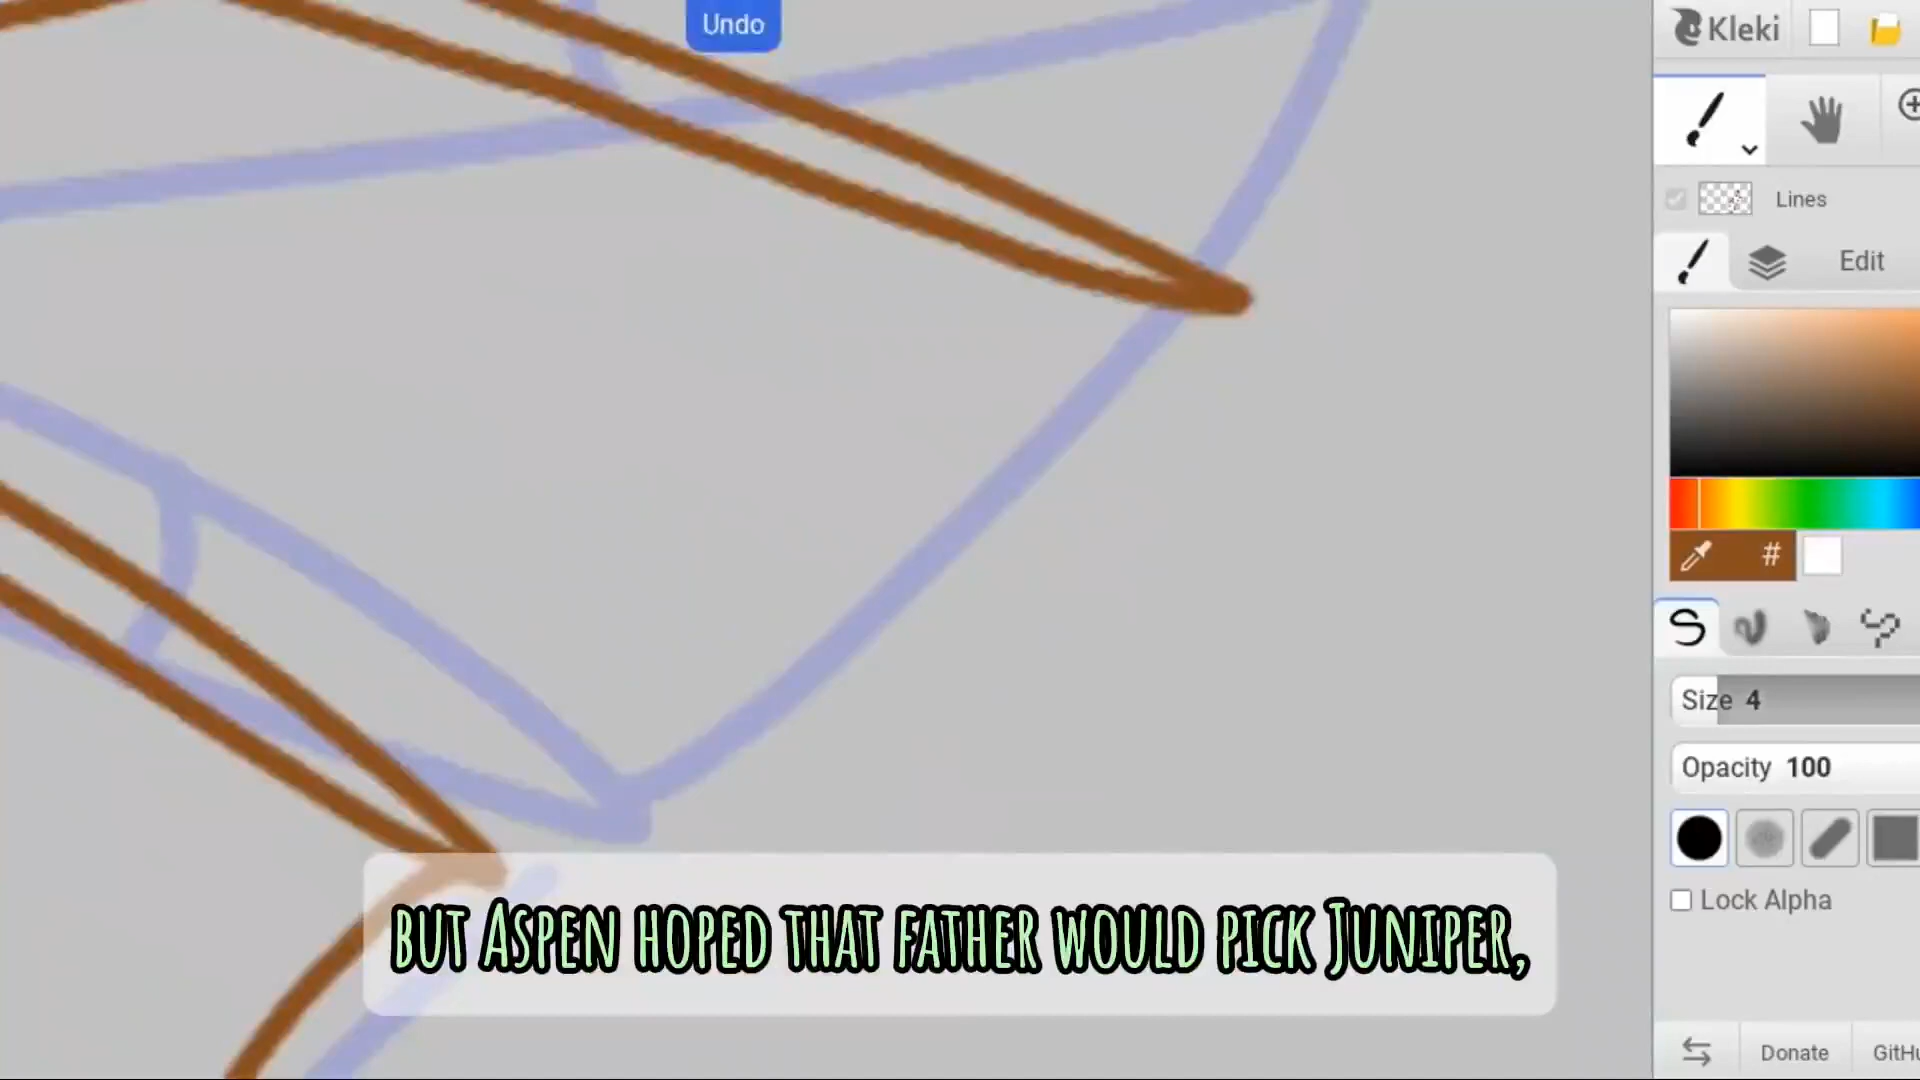 Undo
Kleki
Lines
Edit
#
Size 4
Opacity 100
Lock Alpha
but Aspen hoped that father would pick Juniper,
Donate